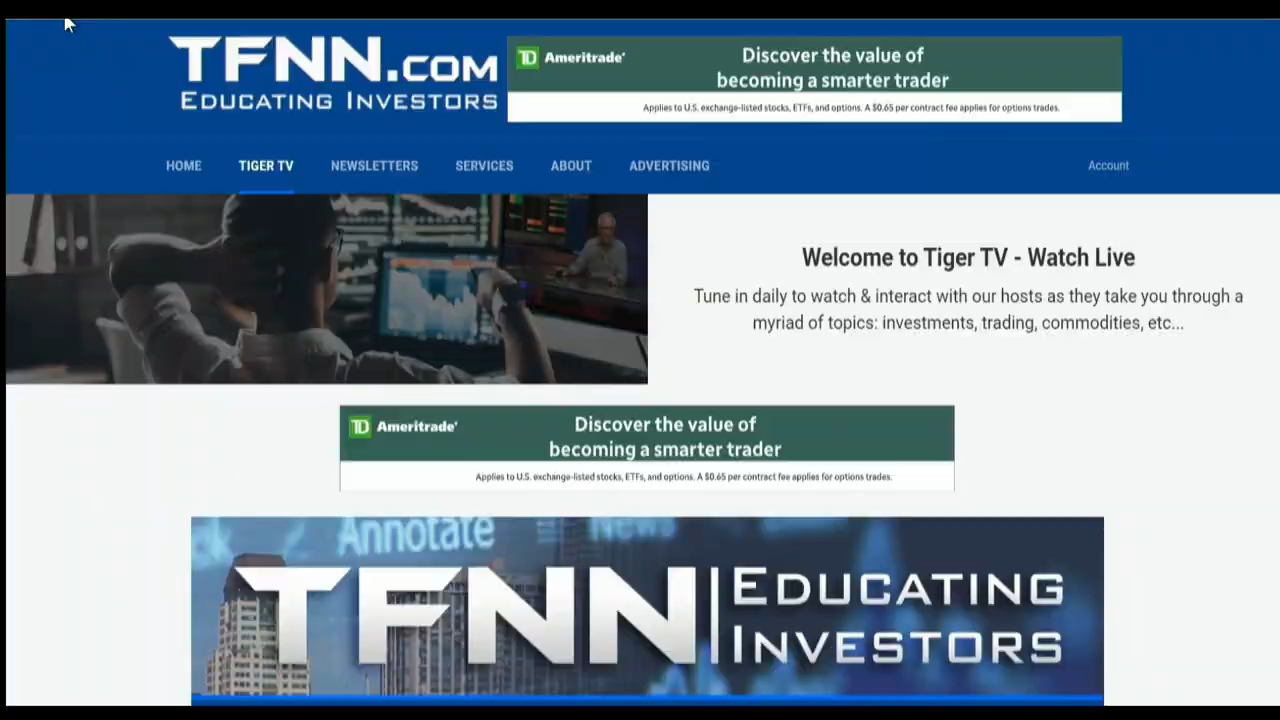 TFNN.COM
EDUCATING INVESTORS
TD Ameritrade
Discover the value of
becoming a smarter trader
Applies to U.S. exchange-listed stocks, ETFs, and options. A $0.65 per contract fee applies for options trades.
HOME TIGER TV NEWSLETTERS SERVICES ABOUT ADVERTISING Account
Welcome to Tiger TV - Watch Live
Tune in daily to watch & interact with our hosts as they take you through a
myriad of topics: investments, trading, commodities, etc...
TD Ameritrade
Discover the value of
becoming a smarter trader
Applies to U.S. exchange-listed stocks, ETFs, and options. A $0.65 per contract fee applies for options trades.
Annotate News
TFNN EDUCATING
INVESTORS